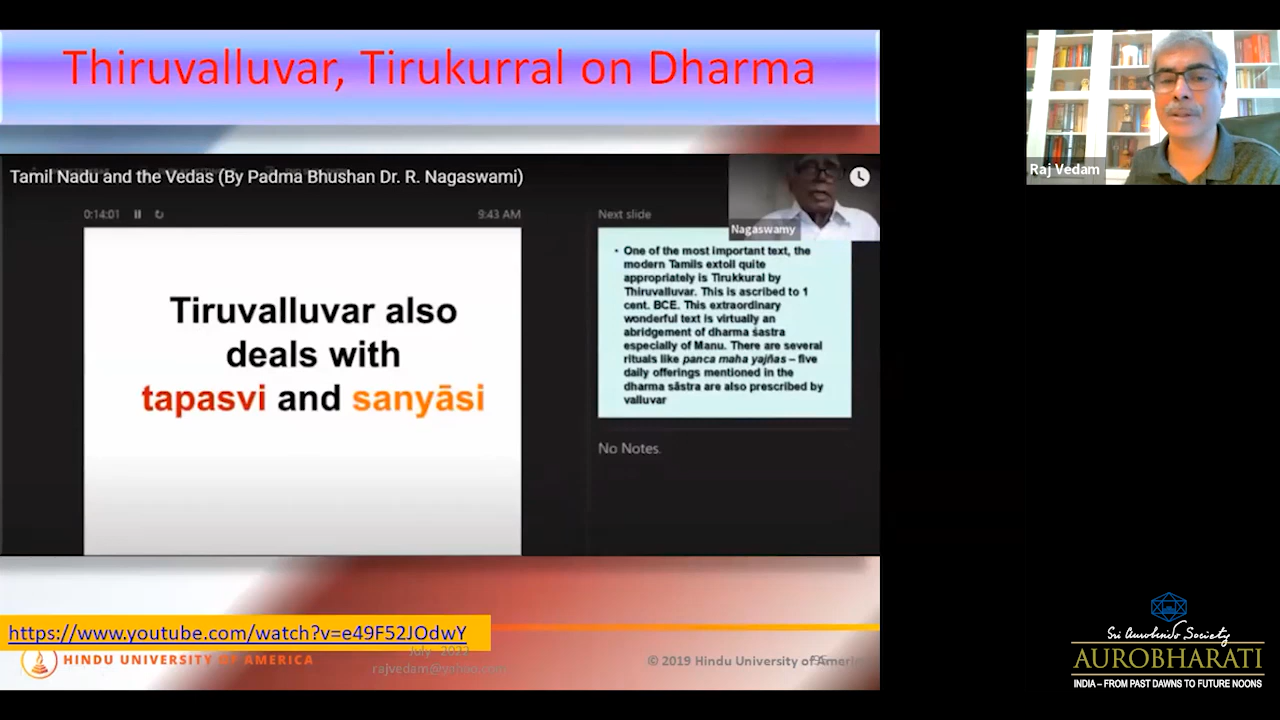 Thiruvalluvar, Tirukurral on Dharma
Raj Vedam
Tamil Nadu and the Vedas (By Padma Bhushan Dr. R. Nagaswami)
0:14:01
9:43 AM
Next slide
Nagaswamy
Tiruvalluvar also
deals with
tapasvi and sanyāsi
• One of the most important text, the
modern Tamils extoll quite
appropriately is Tirukkural by
Thiruvalluvar. This is ascribed to 1
cent. BCE. This extraordinary
wonderful text is virtually an
abridgement of dharma śastra
especially of Manu. There are several
rituals like panca maha yajñas – five
daily offerings mentioned in the
dharma sāstra are also prescribed by
valluvar
No Notes.
https://www.youtube.com/watch?v=e49F52JOdwY
HINDU UNIVERSITY OF AMERICA
July 2022
© 2019 Hindu University of America
Sri Aurobindo Society
AUROBHARATI
INDIA – FROM PAST DAWNS TO FUTURE NOONS